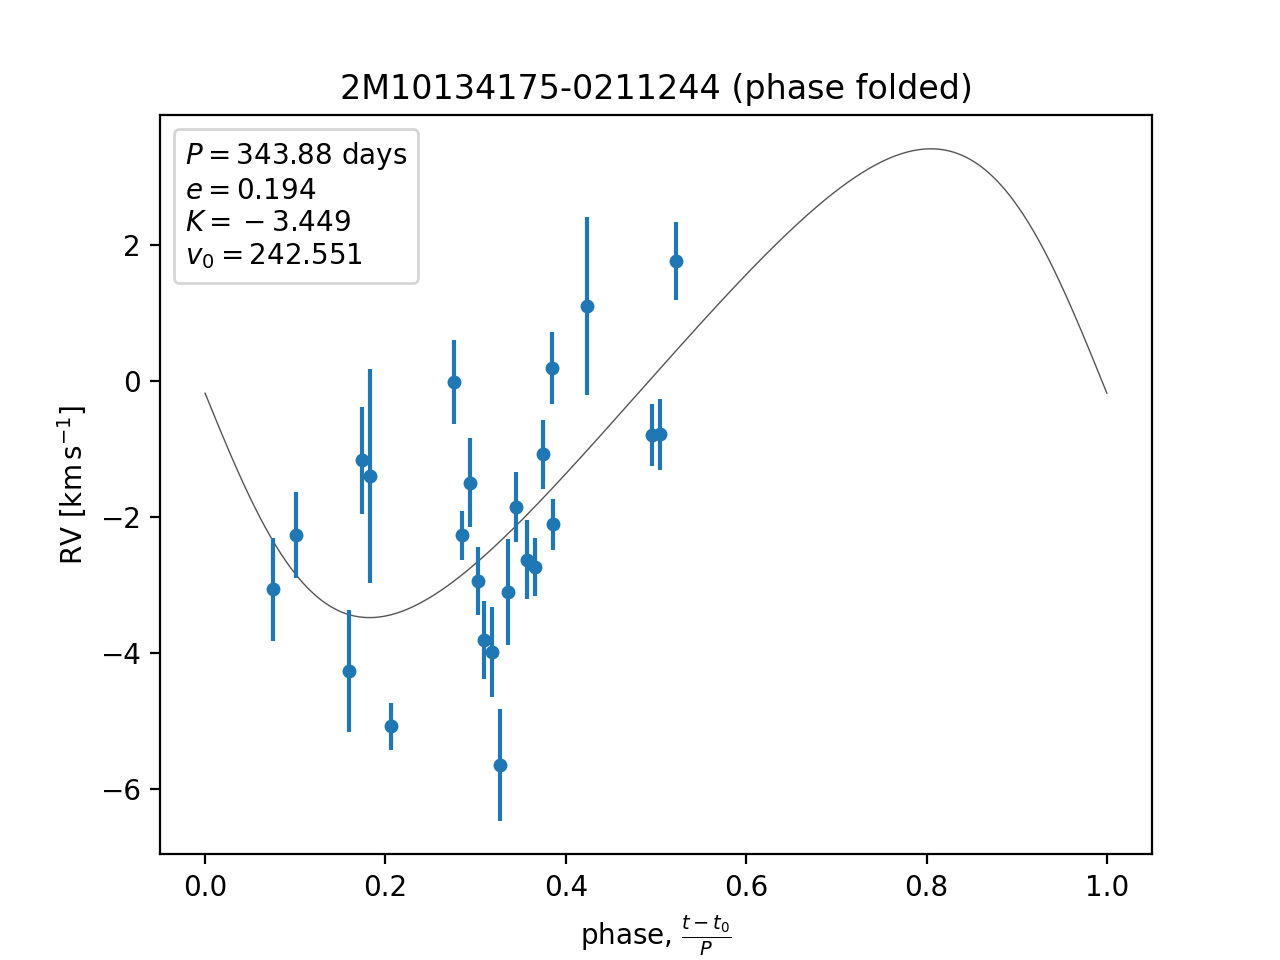 2M10134175-0211244 (phase folded)
P = 343.88 days
e = 0.194
K = −3.449
v₀ = 242.551
RV [km s⁻¹]
2
0
−2
−4
−6
0.0 0.2 0.4 0.6 0.8 1.0
phase, (t − t₀)/P